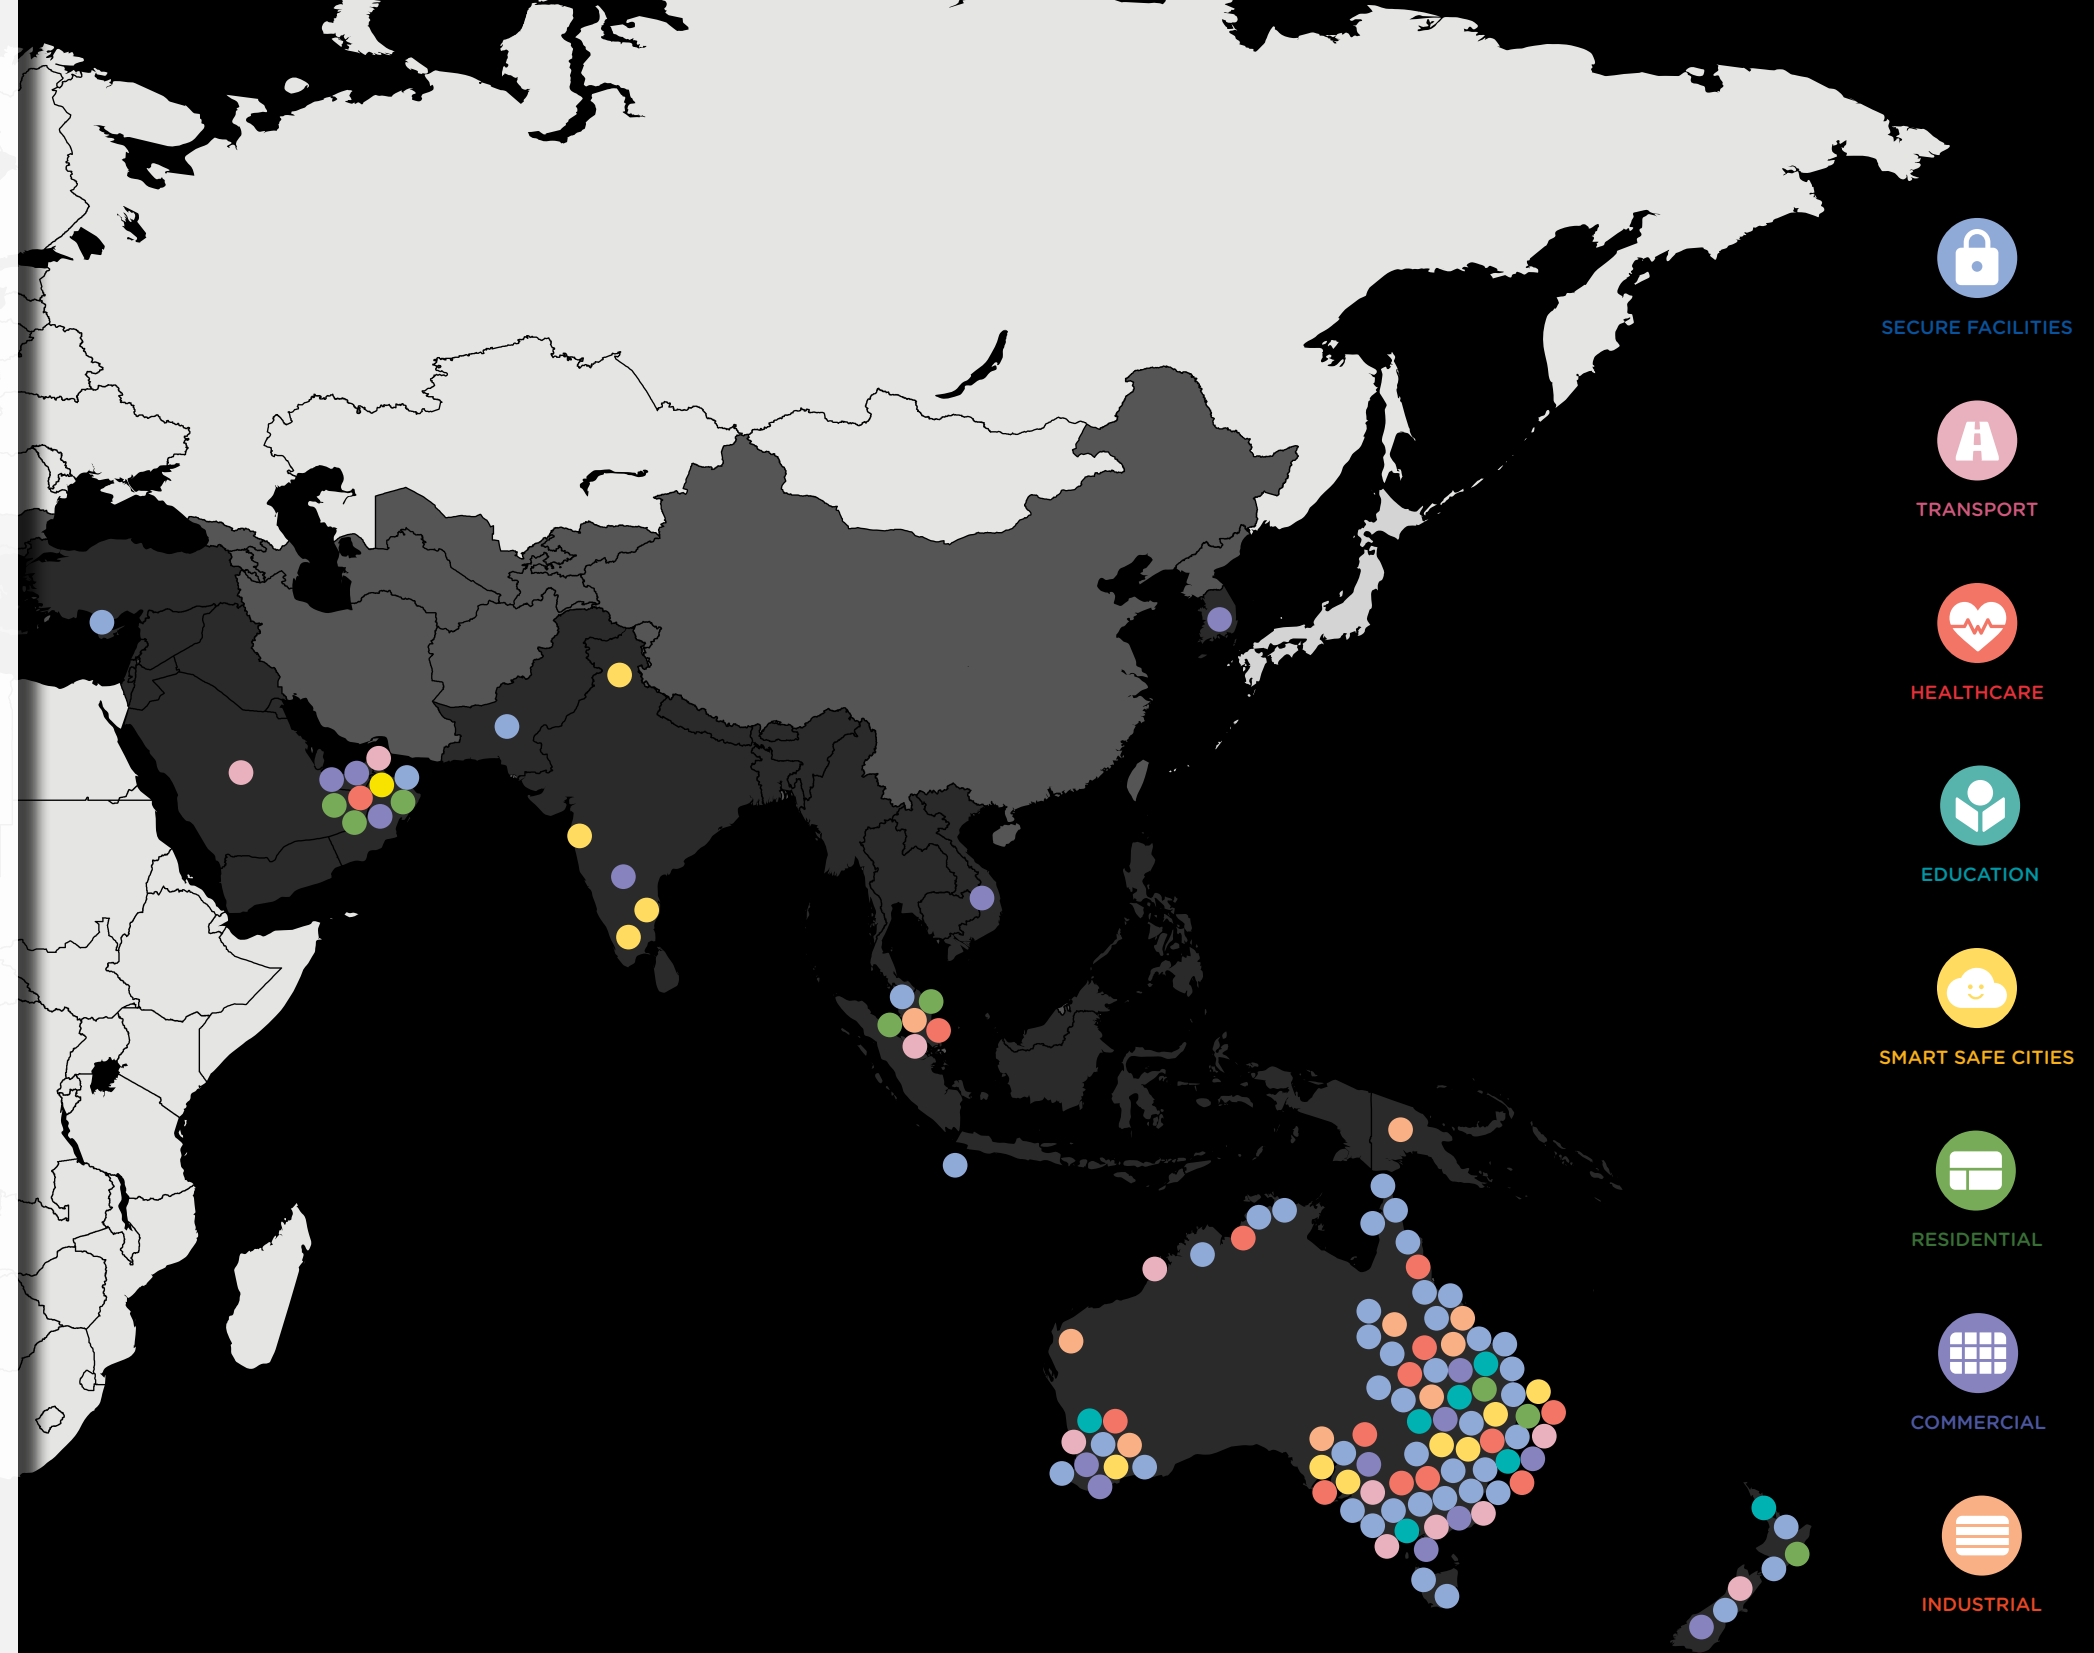 SECURE FACILITIES
TRANSPORT
HEALTHCARE
EDUCATION
SMART SAFE CITIES
RESIDENTIAL
COMMERCIAL
INDUSTRIAL